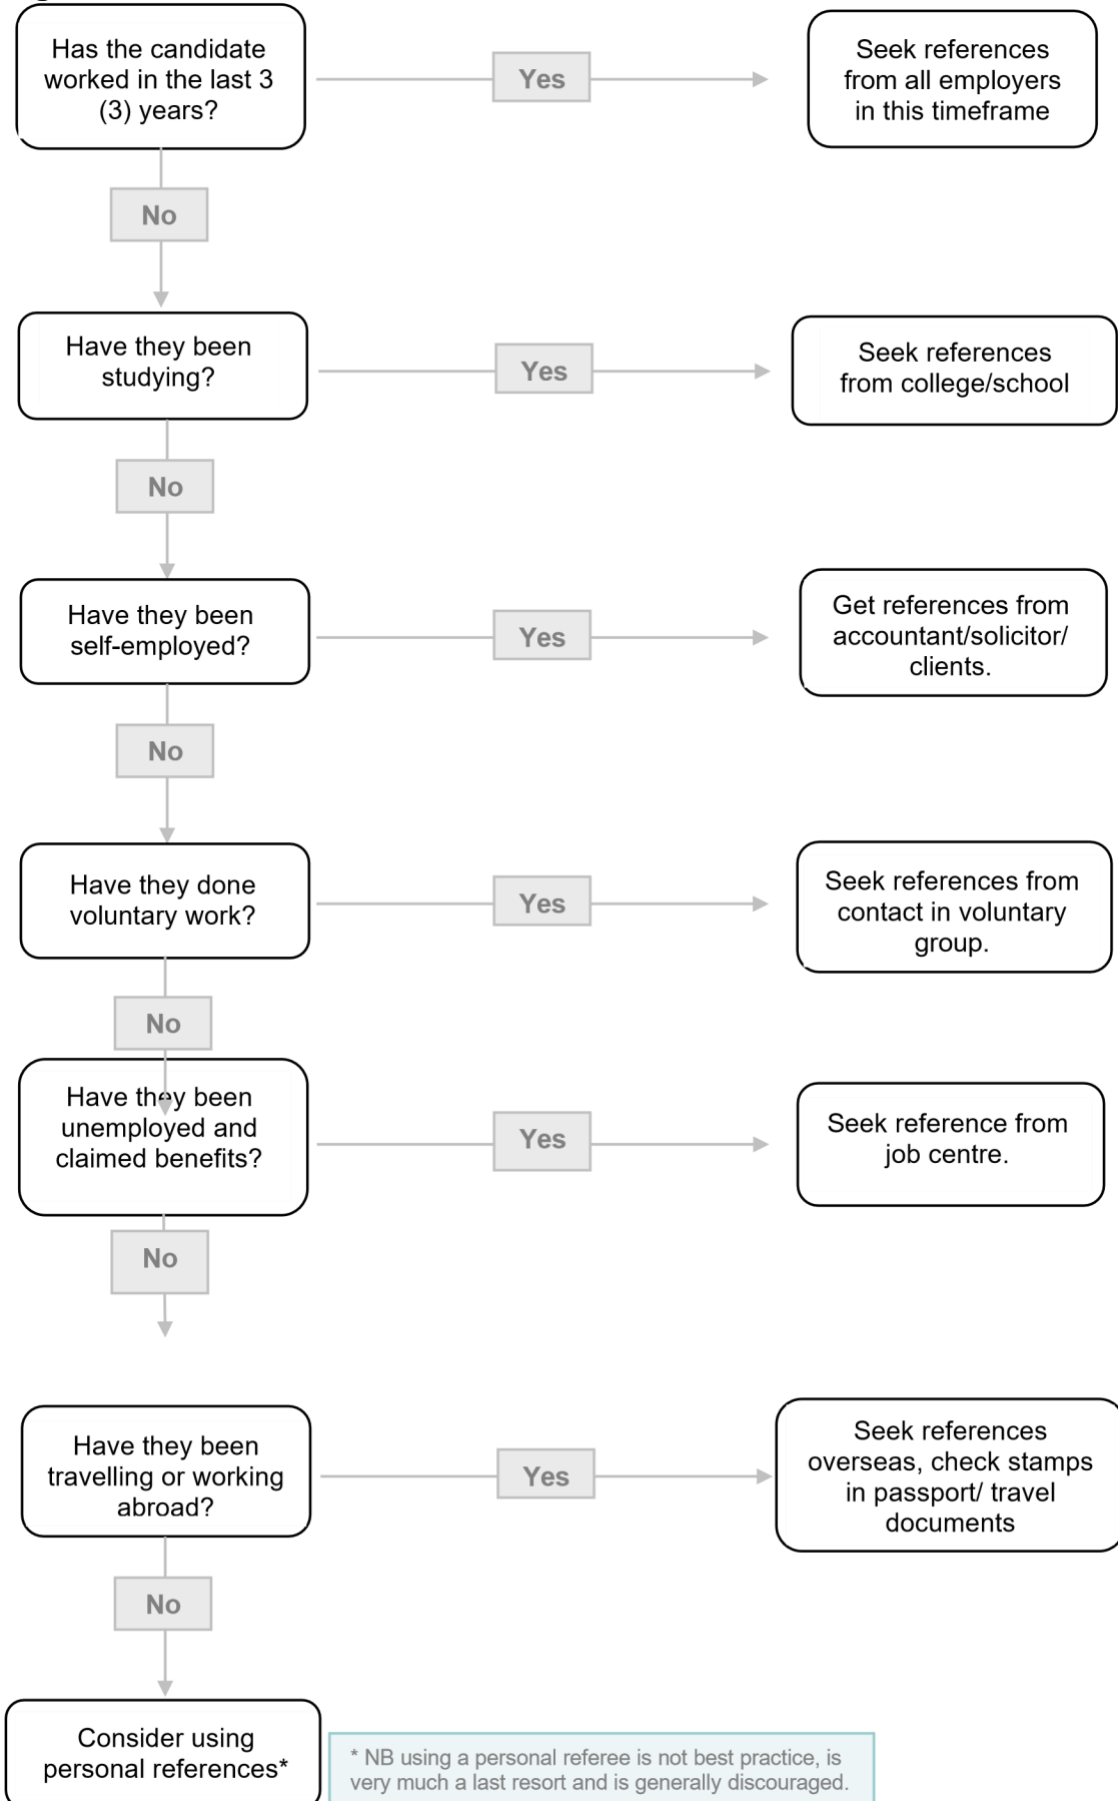 Has the candidate
worked in the last 3
(3) years?
Yes
Seek references
from all employers
in this timeframe
No
Have they been
studying?
Yes
Seek references
from college/school
No
Have they been
self-employed?
Yes
Get references from
accountant/solicitor/
clients.
No
Have they done
voluntary work?
Yes
Seek references from
contact in voluntary
group.
No
Have they been
unemployed and
claimed benefits?
Yes
Seek reference from
job centre.
No
Have they been
travelling or working
abroad?
Yes
Seek references
overseas, check stamps
in passport/ travel
documents
No
Consider using
personal references*
* NB using a personal referee is not best practice, is
very much a last resort and is generally discouraged.